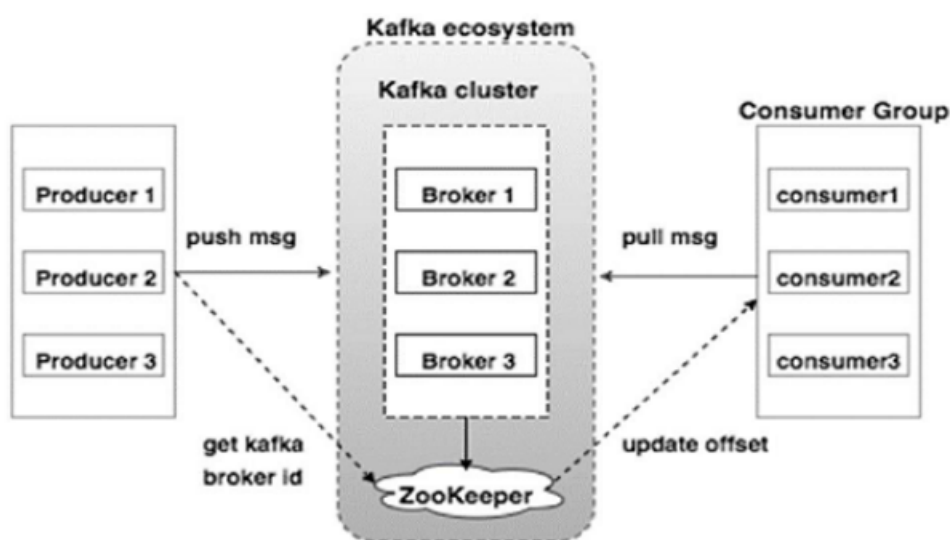 Kafka ecosystem
Kafka cluster
Consumer Group
Producer 1
Broker 1
consumer1
push msg
pull msg
Producer 2
Broker 2
consumer2
Producer 3
Broker 3
consumer3
get kafka
broker id
update offset
ZooKeeper